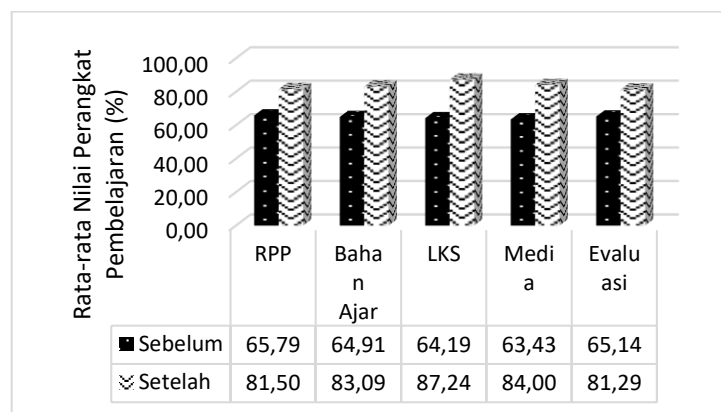 Rata-rata Nilai Perangkat
Pembelajaran (%)
100,00
80,00
60,00
40,00
20,00
0,00
RPP
Baha
n
Ajar
LKS
Medi
a
Evalu
asi
Sebelum 65,79 64,91 64,19 63,43 65,14
Setelah 81,50 83,09 87,24 84,00 81,29